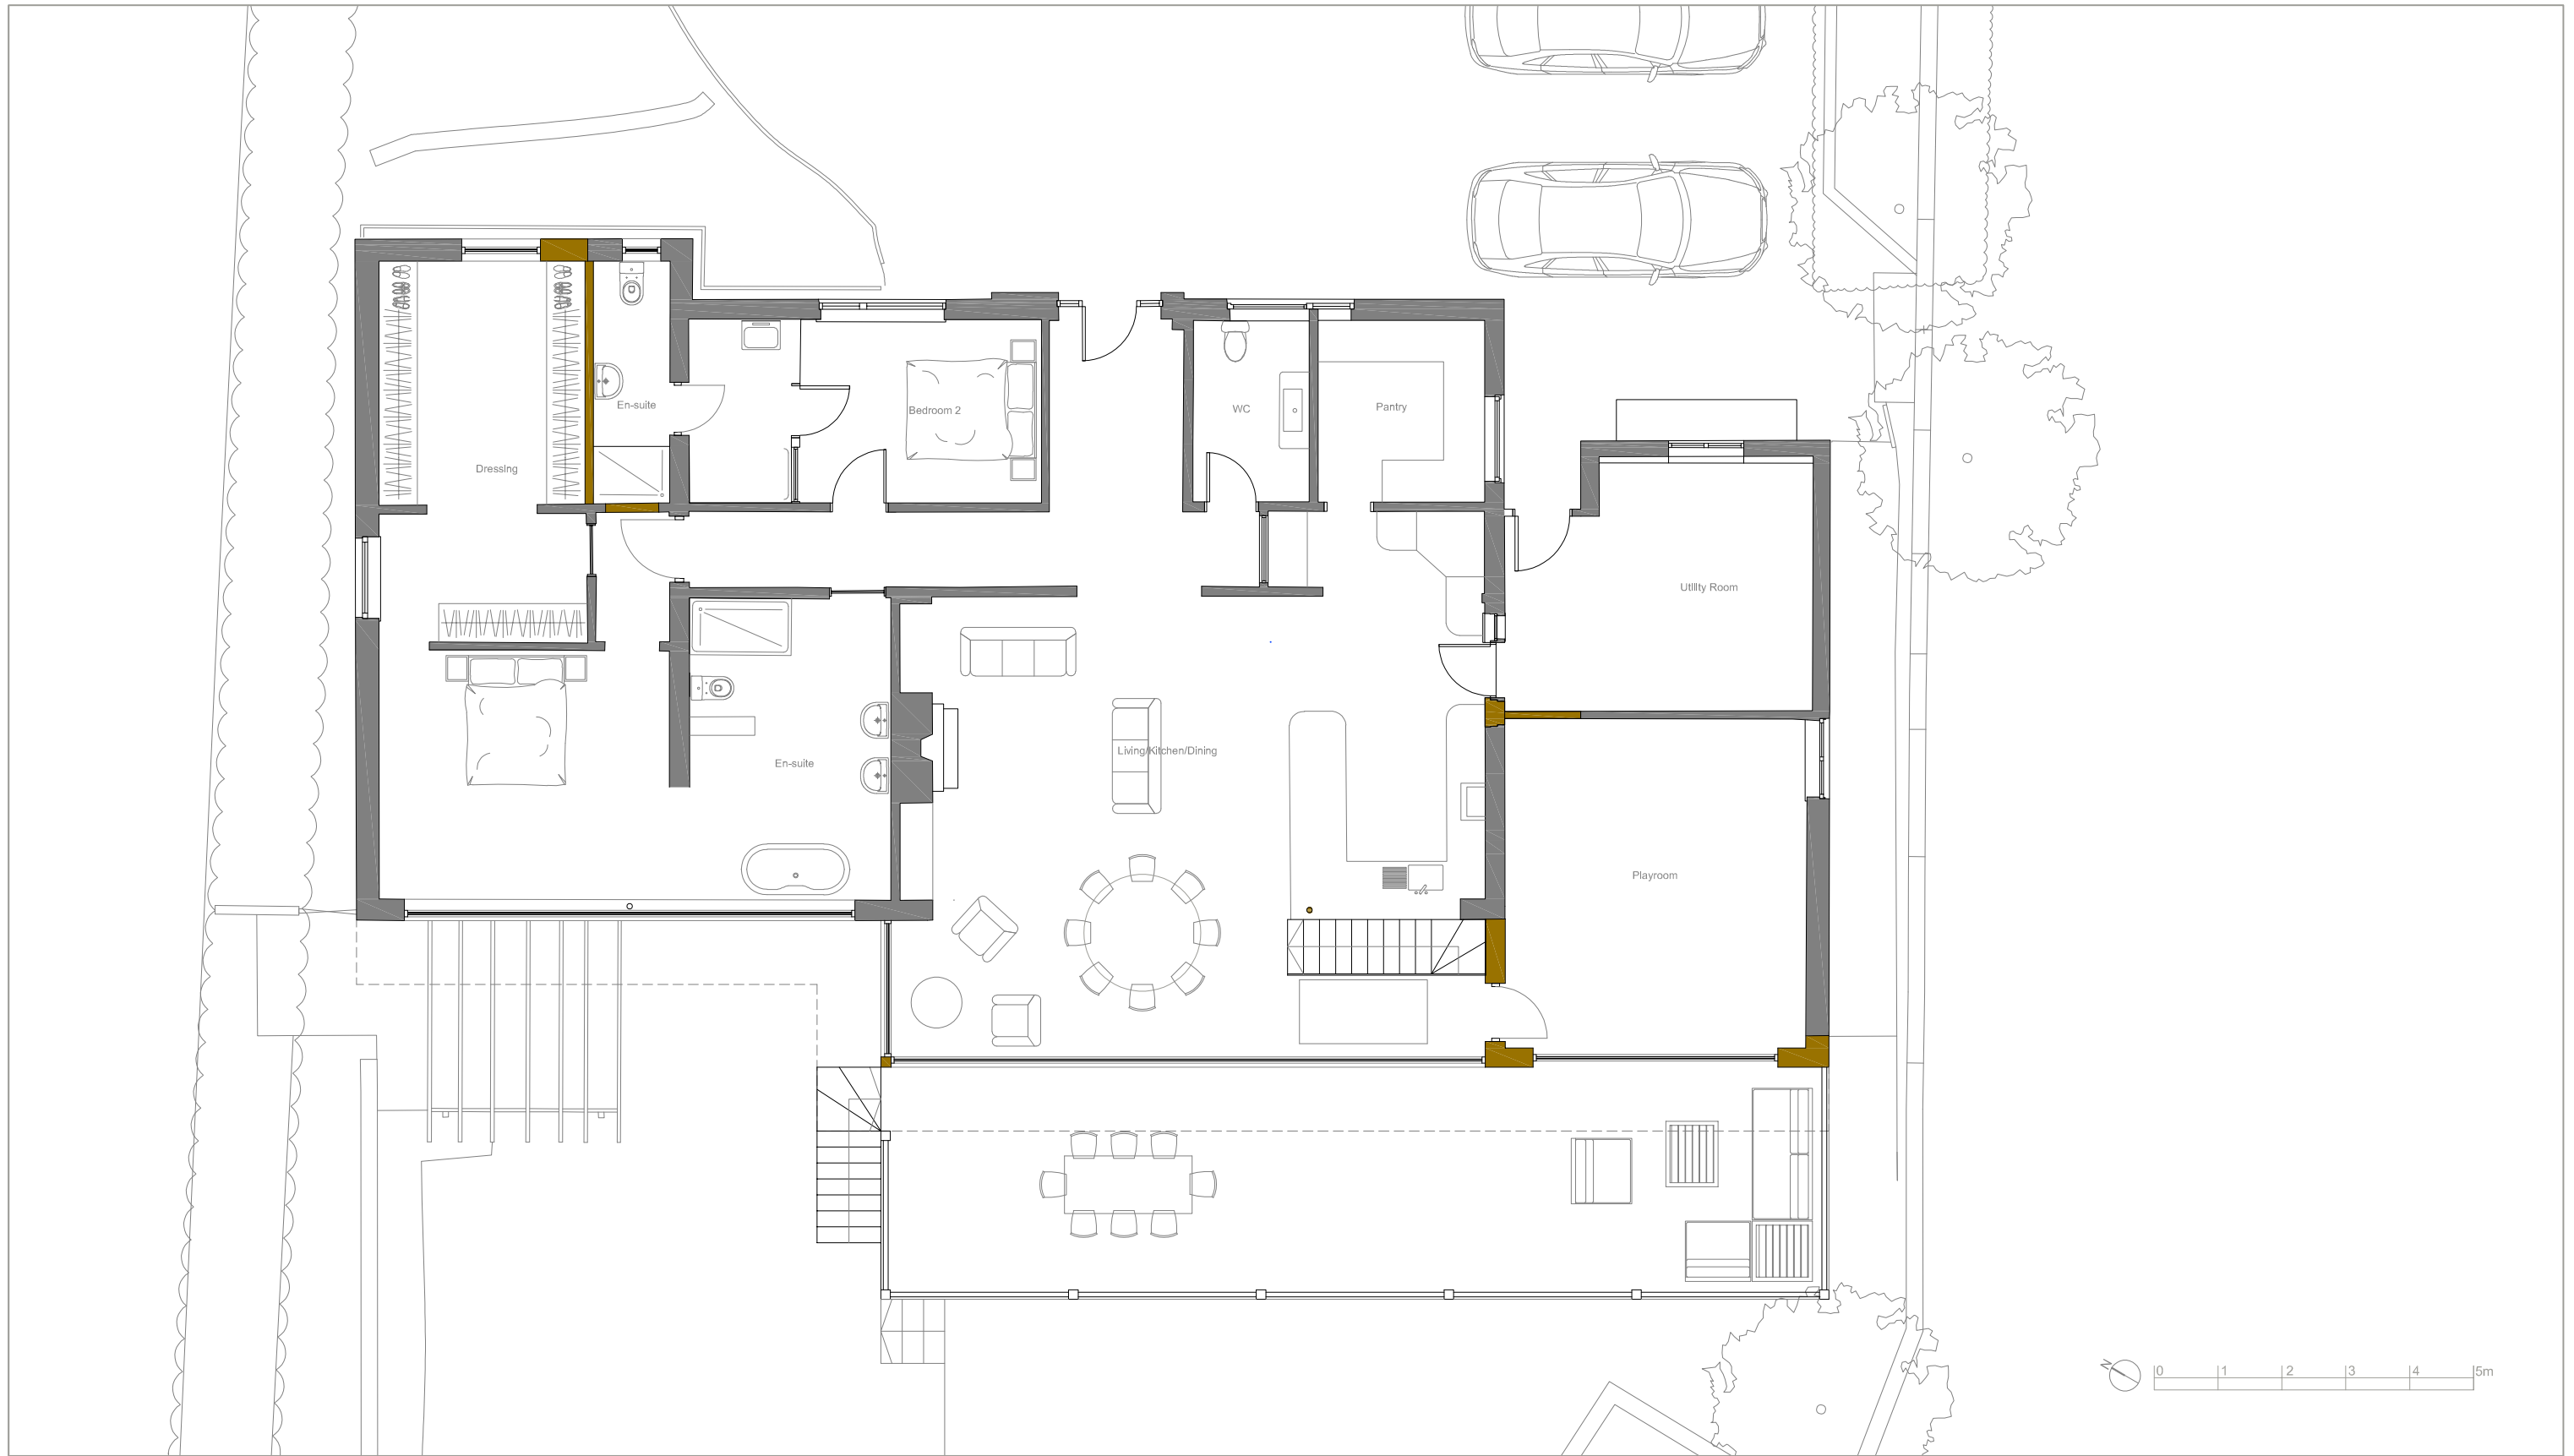 En-suite
Bedroom 2
WC
Pantry
Dressing
Utility Room
Living/Kitchen/Dining
En-suite
Playroom
N
0 1 2 3 4 5m